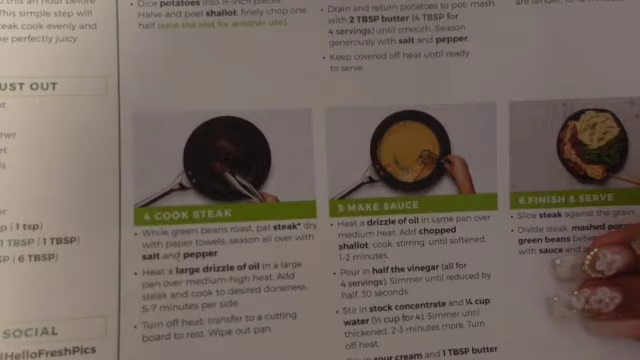 this an hour before
This simple step will
steak cook evenly and
be perfectly juicy
UST OUT
(1 tsp)
1 TBSP (1 TBSP)
(6 TBSP)
SOCIAL
#HelloFreshPics
• Dice potatoes into ½-inch pieces
Halve and peel shallot; finely chop one
half (save the rest for another use).
• Drain and return potatoes to pot; mash
with 2 TBSP butter (4 TBSP for
4 servings) until smooth. Season
generously with salt and pepper.
• Keep covered off heat until ready
to serve.
4 COOK STEAK
• While green beans roast, pat steak* dry
with paper towels; season all over with
salt and pepper
• Heat a large drizzle of oil in a large
pan over medium-high heat. Add
steak and cook to desired doneness,
5-7 minutes per side.
• Turn off heat; transfer to a cutting
board to rest. Wipe out pan.
5 MAKE SAUCE
• Heat a drizzle of oil in same pan over
medium heat. Add chopped
shallot; cook, stirring, until softened,
1-2 minutes.
• Pour in half the vinegar (all for
4 servings). Simmer until reduced by
half, 30 seconds.
• Stir in stock concentrate and ¼ cup
water (⅓ cup for 4). Simmer until
thickened, 2-3 minutes more. Turn
off heat.
• Stir in sour cream and 1 TBSP butter
6 FINISH & SERVE
• Slice steak against the grain.
• Divide steak, mashed
green beans
with sauce and